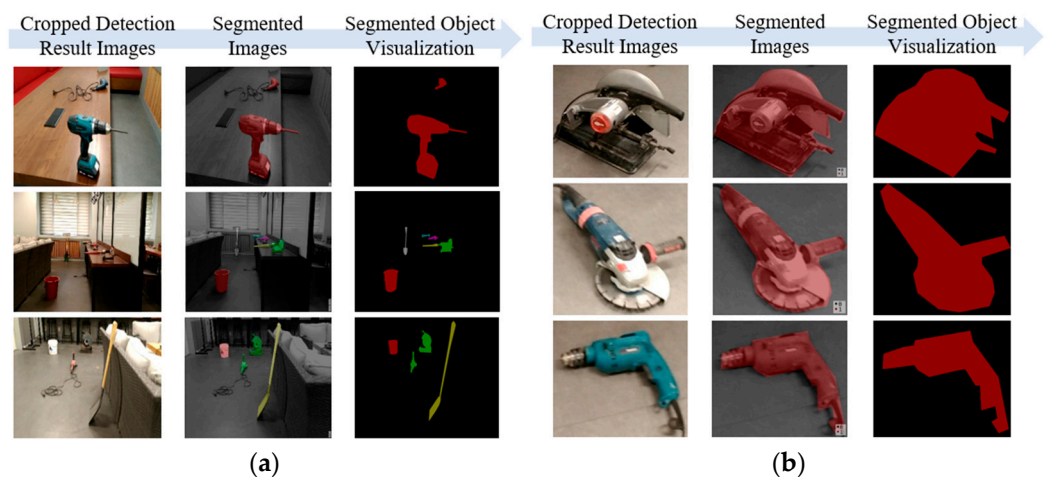 Cropped Detection
Result Images
Segmented
Images
Segmented Object
Visualization
Cropped Detection
Result Images
Segmented
Images
Segmented Object
Visualization
(a)
(b)